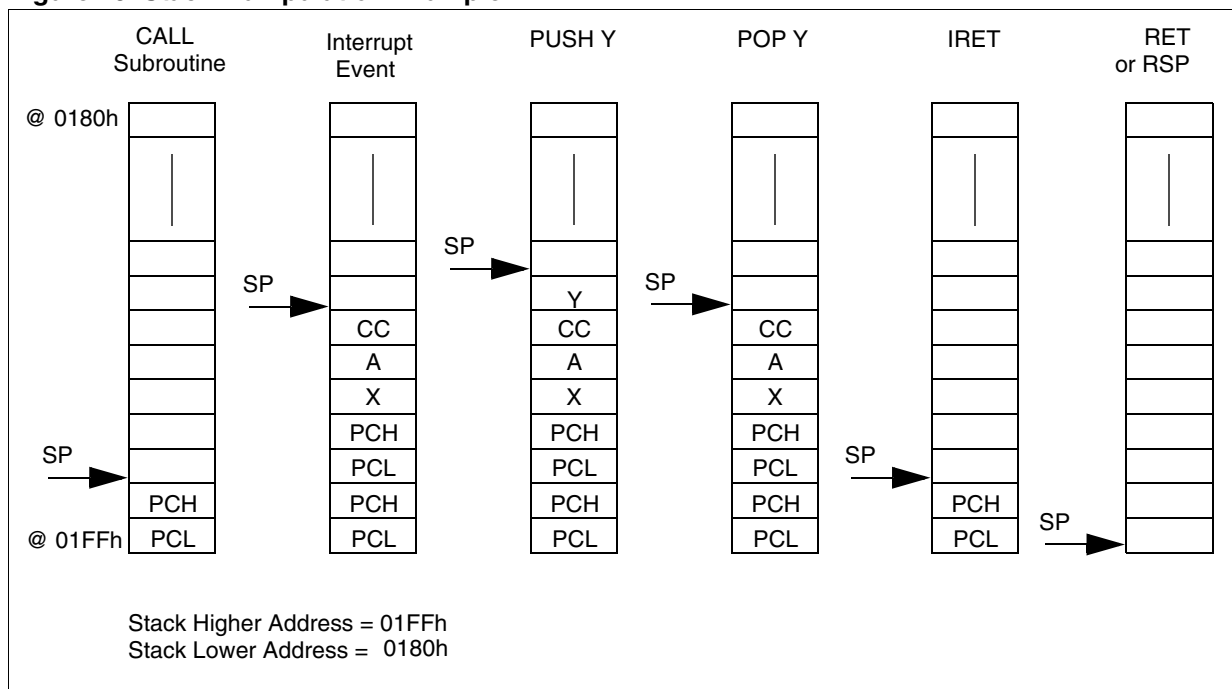 CALL
Subroutine
Interrupt
Event
PUSH Y
POP Y
IRET
RET
or RSP
@ 0180h
SP
PCH
@ 01FFh PCL
SP
CC
A
X
PCH
PCL
PCH
PCL
SP
Y
CC
A
X
PCH
PCL
PCH
PCL
SP
CC
A
X
PCH
PCL
PCH
PCL
SP
PCH
PCL
SP
Stack Higher Address = 01FFh
Stack Lower Address = 0180h